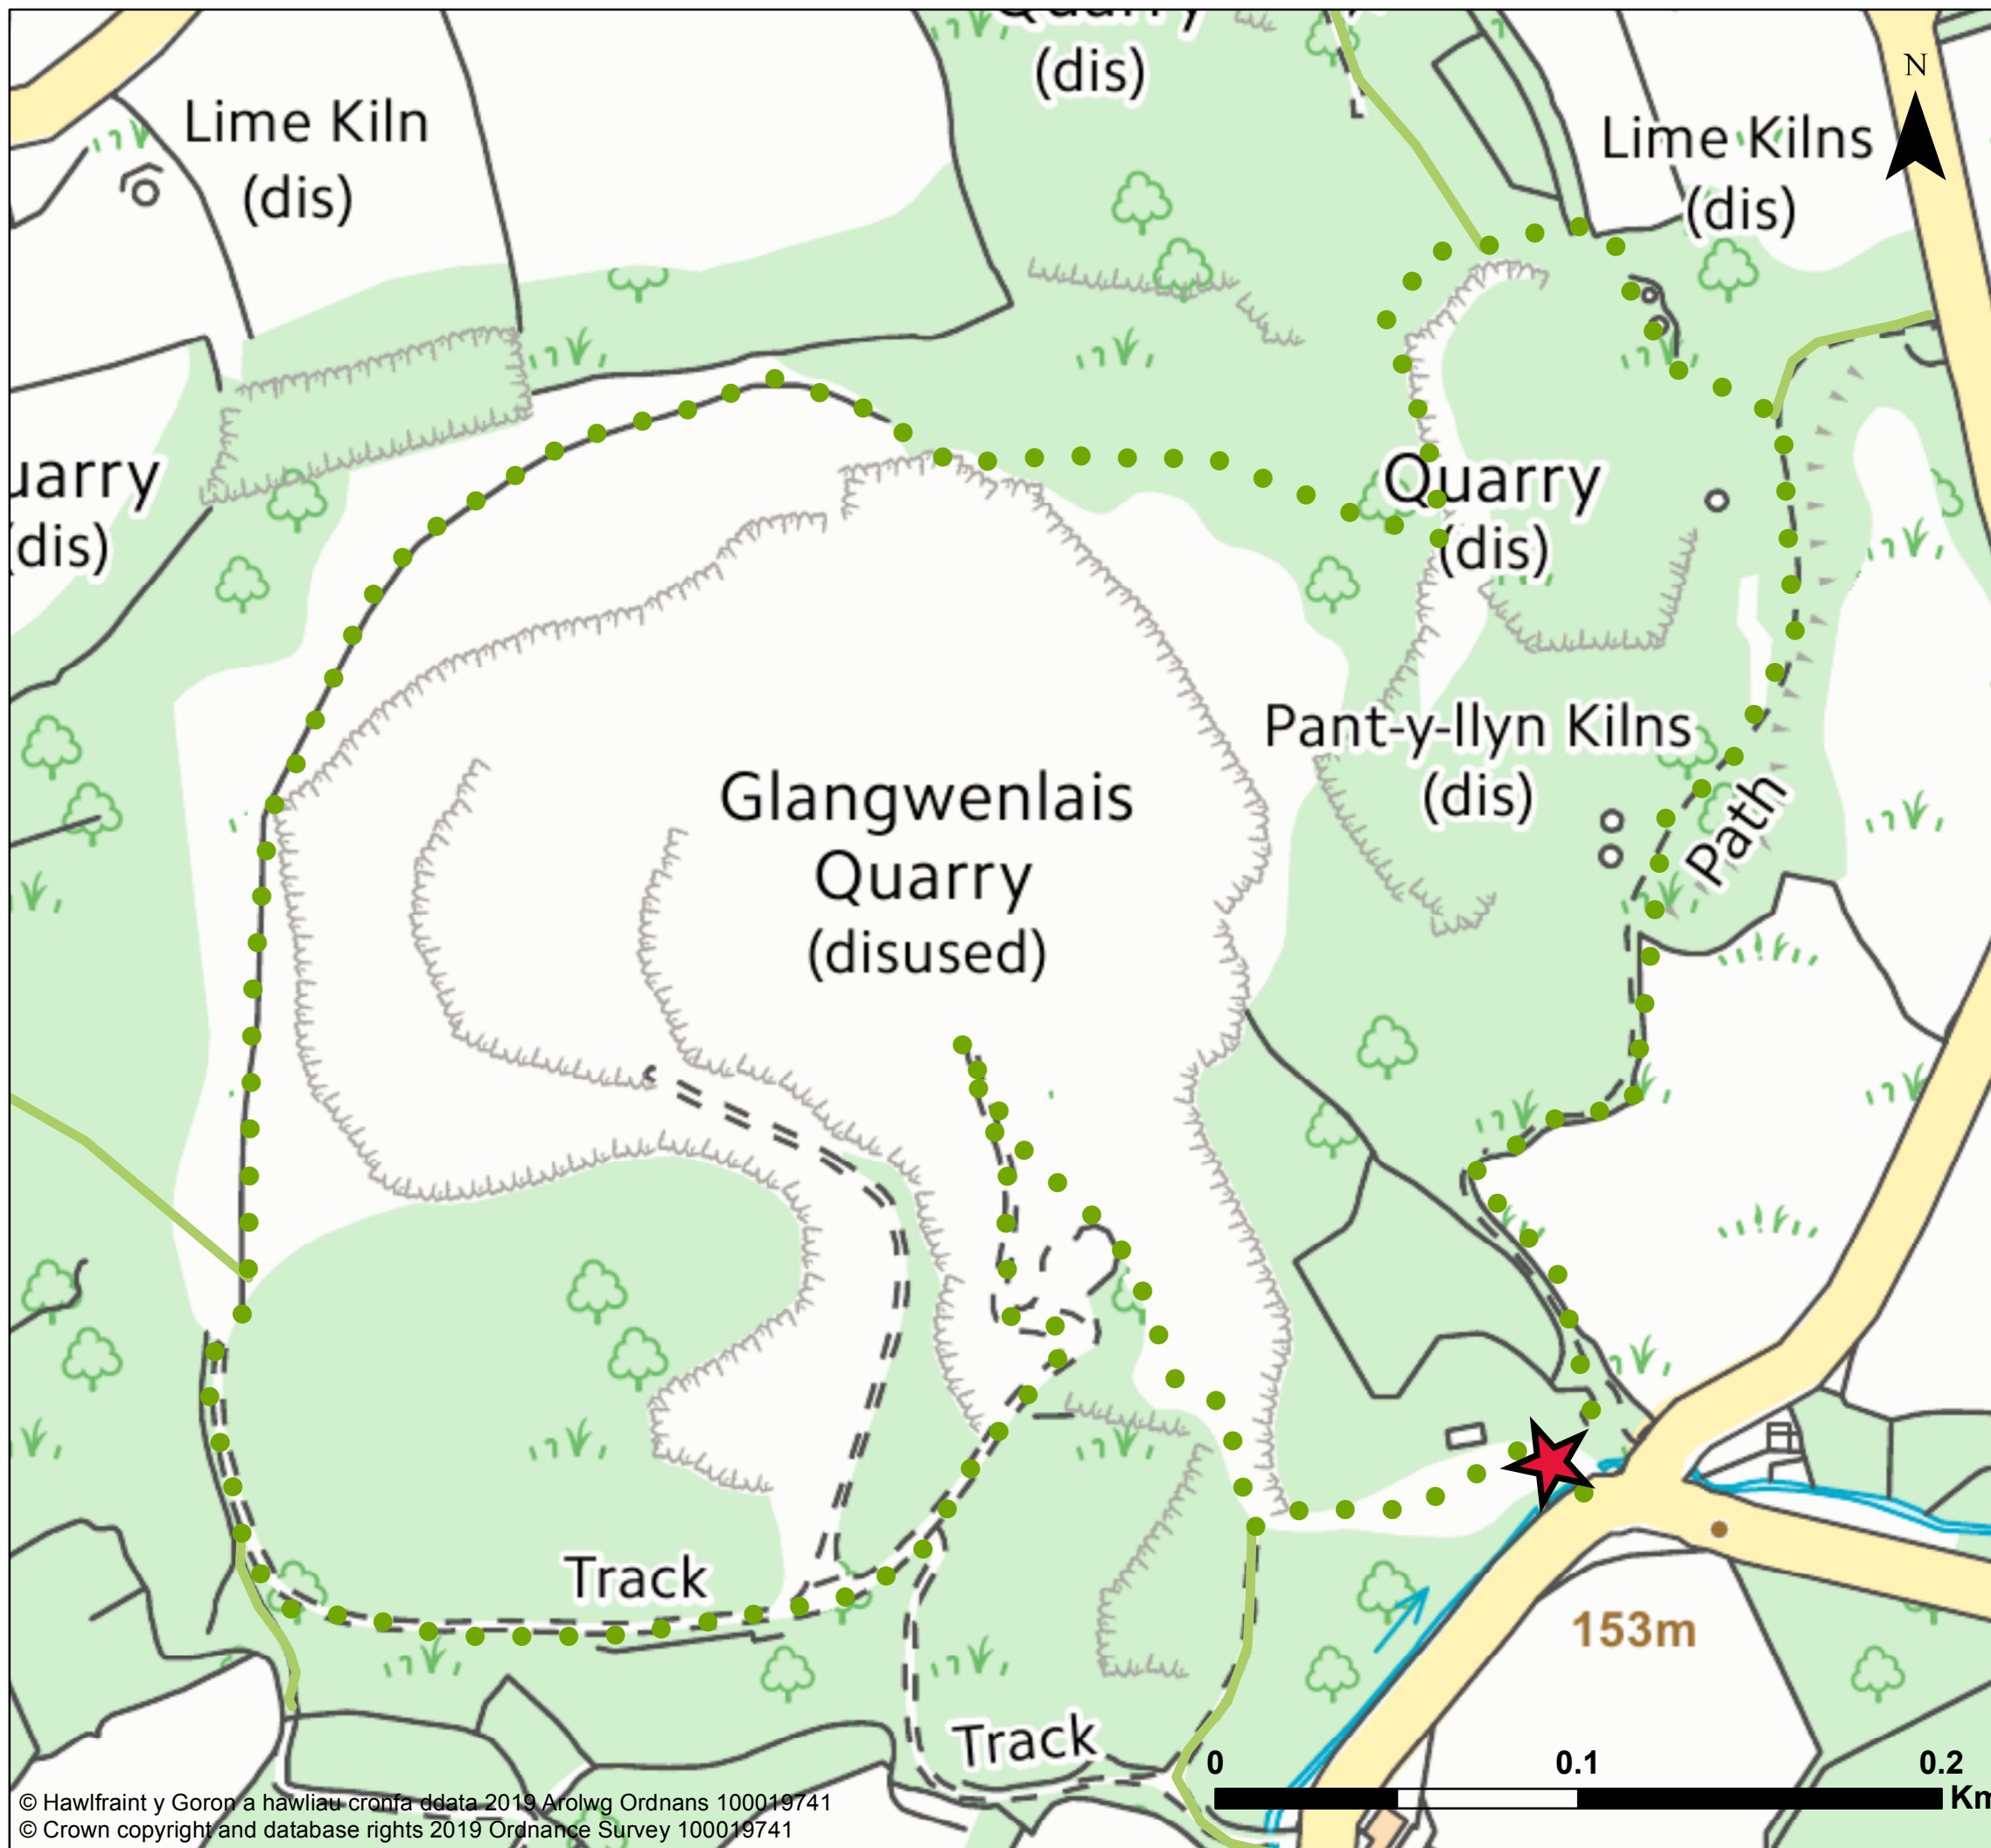 Quarry
(dis)
N
Lime Kiln
(dis)
Lime Kilns
(dis)
uarry
(dis)
Quarry
(dis)
Pant-y-llyn Kilns
(dis)
Glangwenlais
Quarry
(disused)
Path
Track
153m
Track
0 0.1 0.2
Km
© Hawlfraint y Goron a hawliau cronfa ddata 2019 Arolwg Ordnans 100019741
© Crown copyright and database rights 2019 Ordnance Survey 100019741